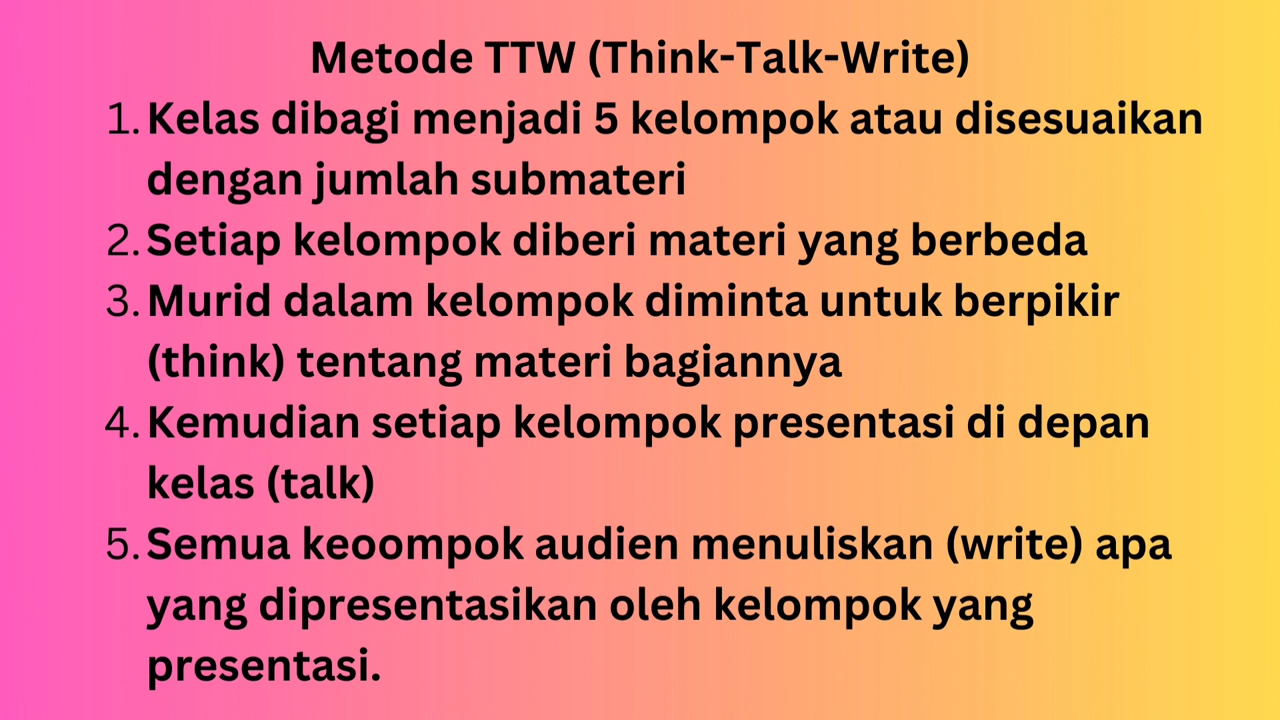 Metode TTW (Think-Talk-Write)
1. Kelas dibagi menjadi 5 kelompok atau disesuaikan
dengan jumlah submateri
2. Setiap kelompok diberi materi yang berbeda
3. Murid dalam kelompok diminta untuk berpikir
(think) tentang materi bagiannya
4. Kemudian setiap kelompok presentasi di depan
kelas (talk)
5. Semua keoompok audien menuliskan (write) apa
yang dipresentasikan oleh kelompok yang
presentasi.